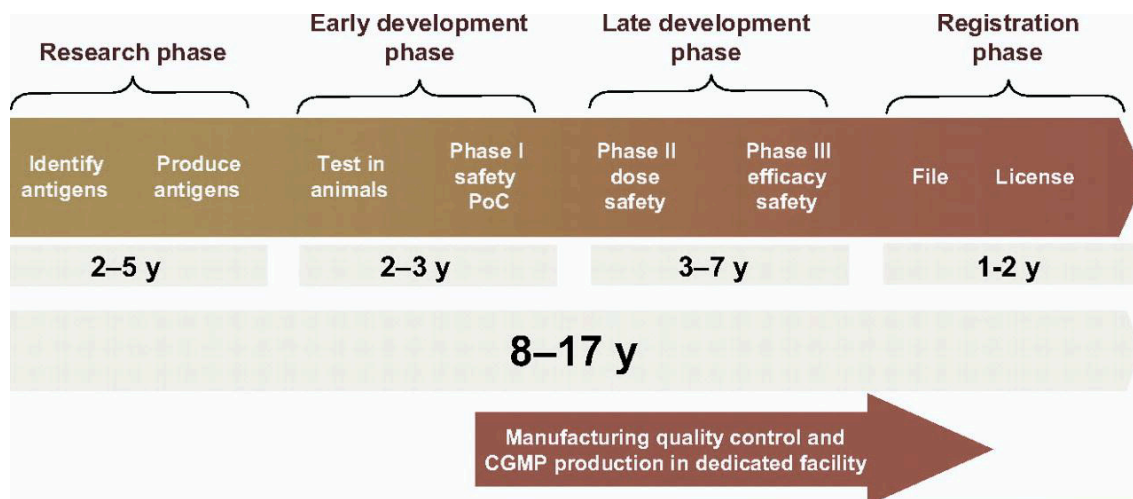 Research phase
Early development
phase
Late development
phase
Registration
phase
Identify
antigens
Produce
antigens
Test in
animals
Phase I
safety
PoC
Phase II
dose
safety
Phase III
efficacy
safety
File
License
2–5 y
2–3 y
3–7 y
1-2 y
8–17 y
Manufacturing quality control and
CGMP production in dedicated facility